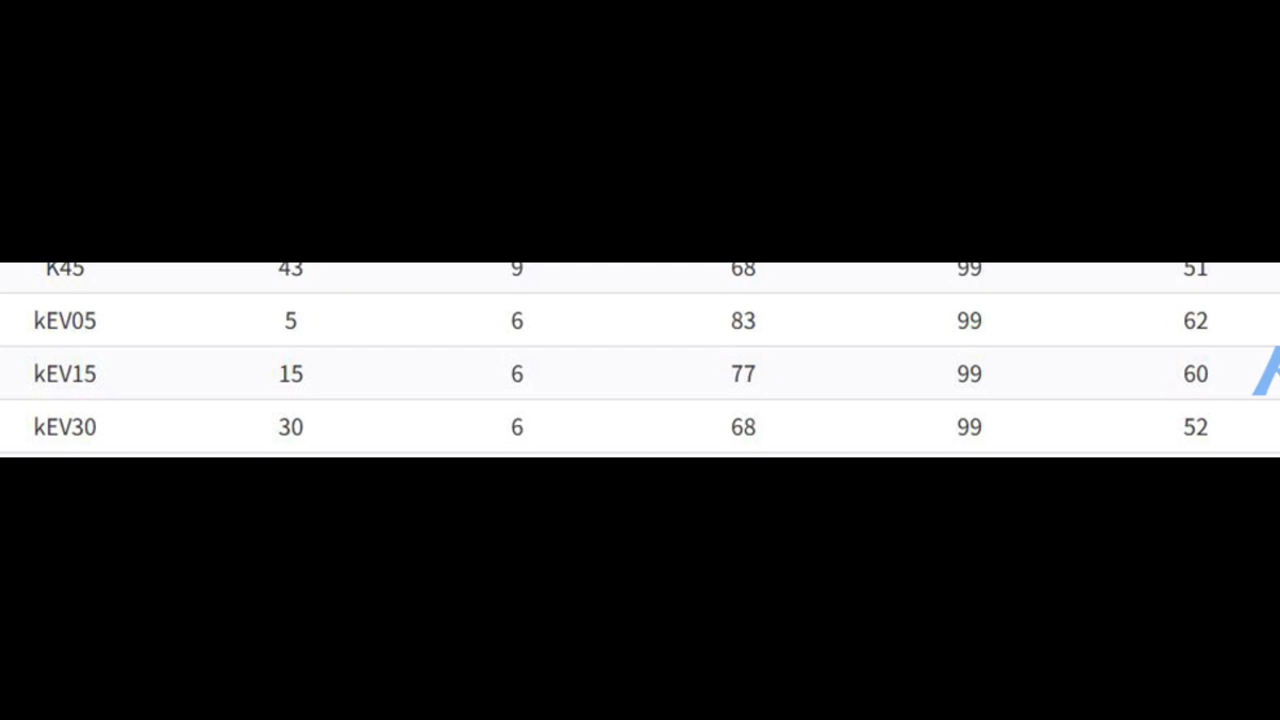 K45 43 9 68 99 51
kEV05 5 6 83 99 62
kEV15 15 6 77 99 60
kEV30 30 6 68 99 52